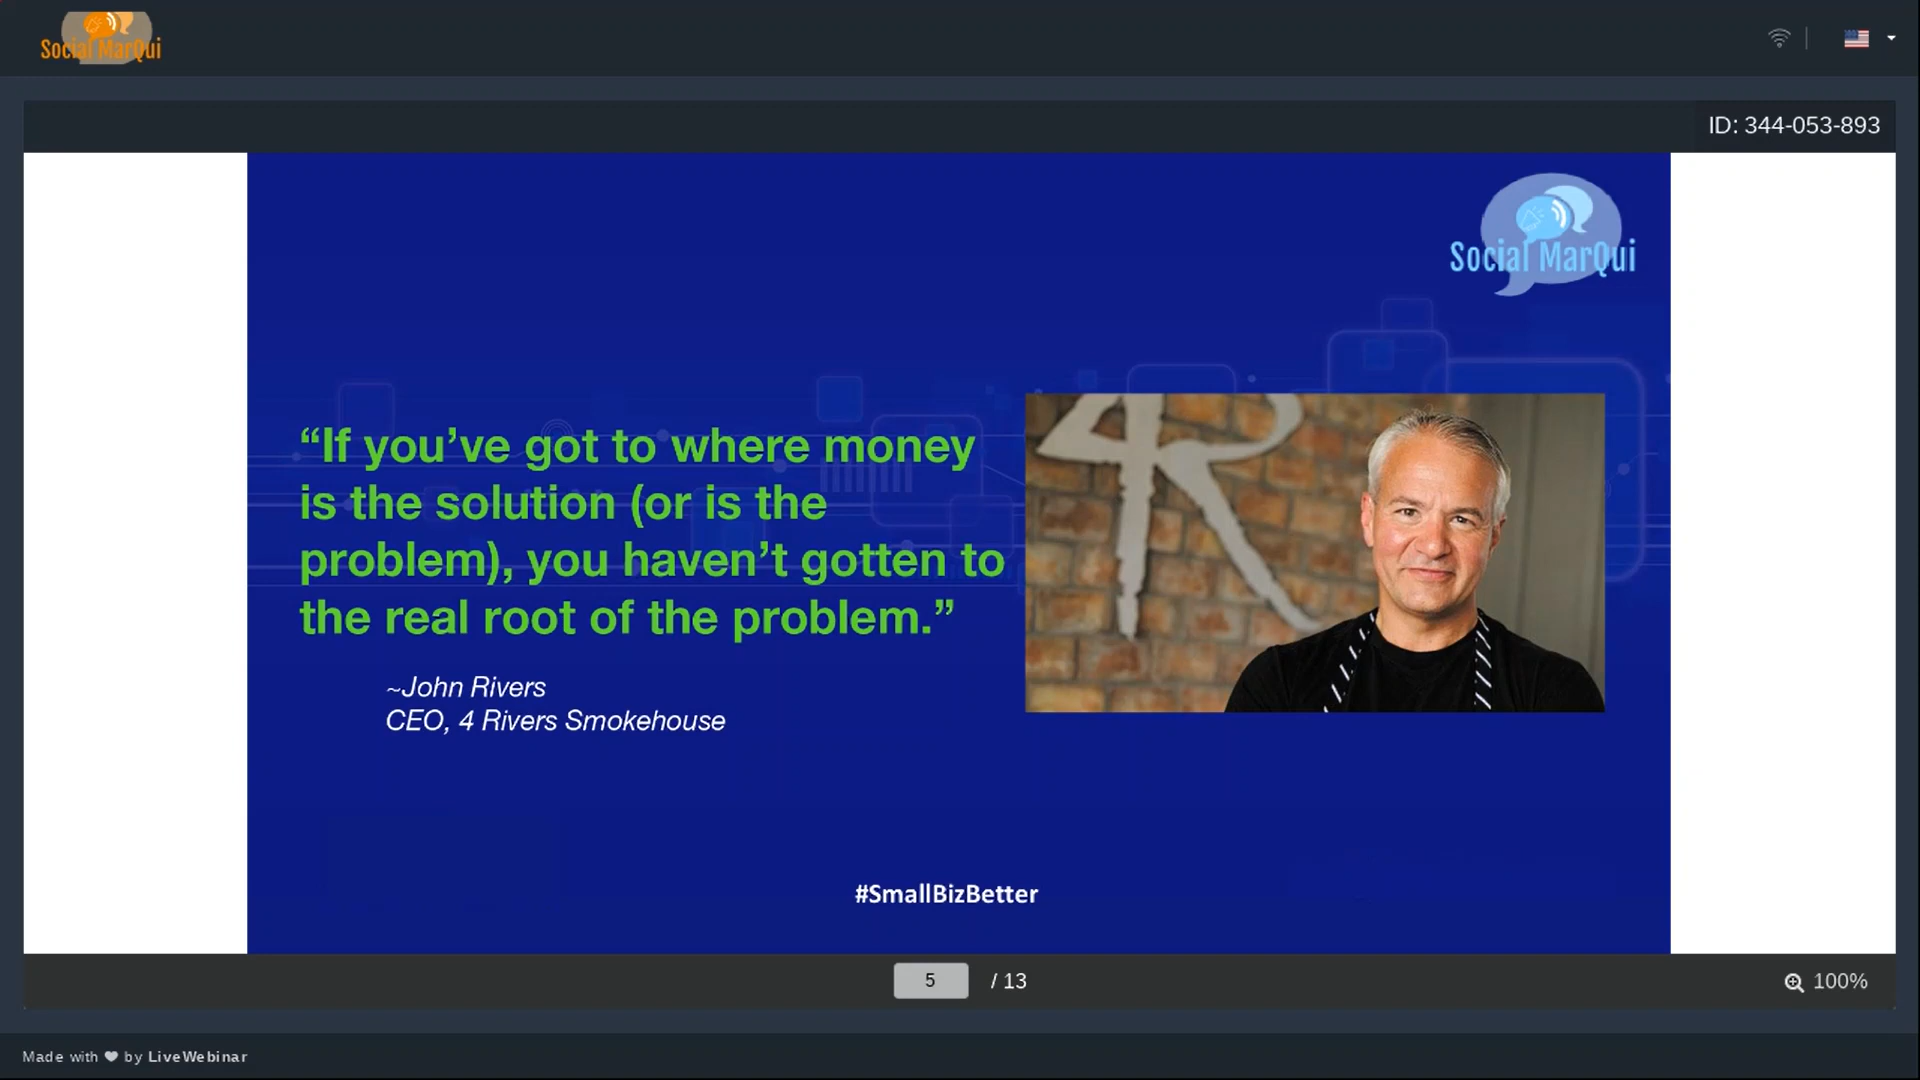 Social MarQui
ID: 344-053-893
Social MarQui
4R
“If you’ve got to where money
is the solution (or is the
problem), you haven’t gotten to
the real root of the problem.”
~John Rivers
CEO, 4 Rivers Smokehouse
#SmallBizBetter
5 / 13
100%
Made with ❤ by LiveWebinar